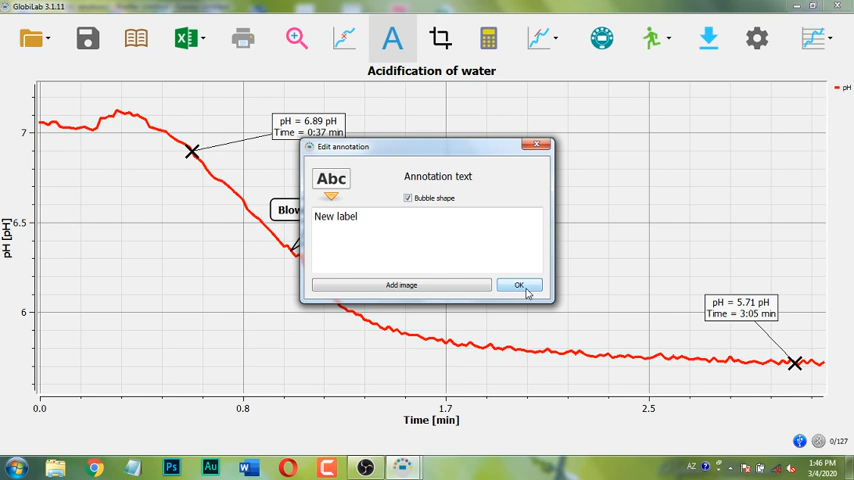 GlobiLab 3.1.11
Acidification of water
pH
pH = 6.89 pH
Time = 0:37 min
Edit annotation
Abc
Annotation text
Bubble shape
New label
Add image
OK
pH = 5.71 pH
Time = 3:05 min
7
6.5
6
pH [pH]
0.0
0.8
1.7
2.5
Time [min]
0/127
Ps
Au
W
AZ
1:46 PM
3/4/2020